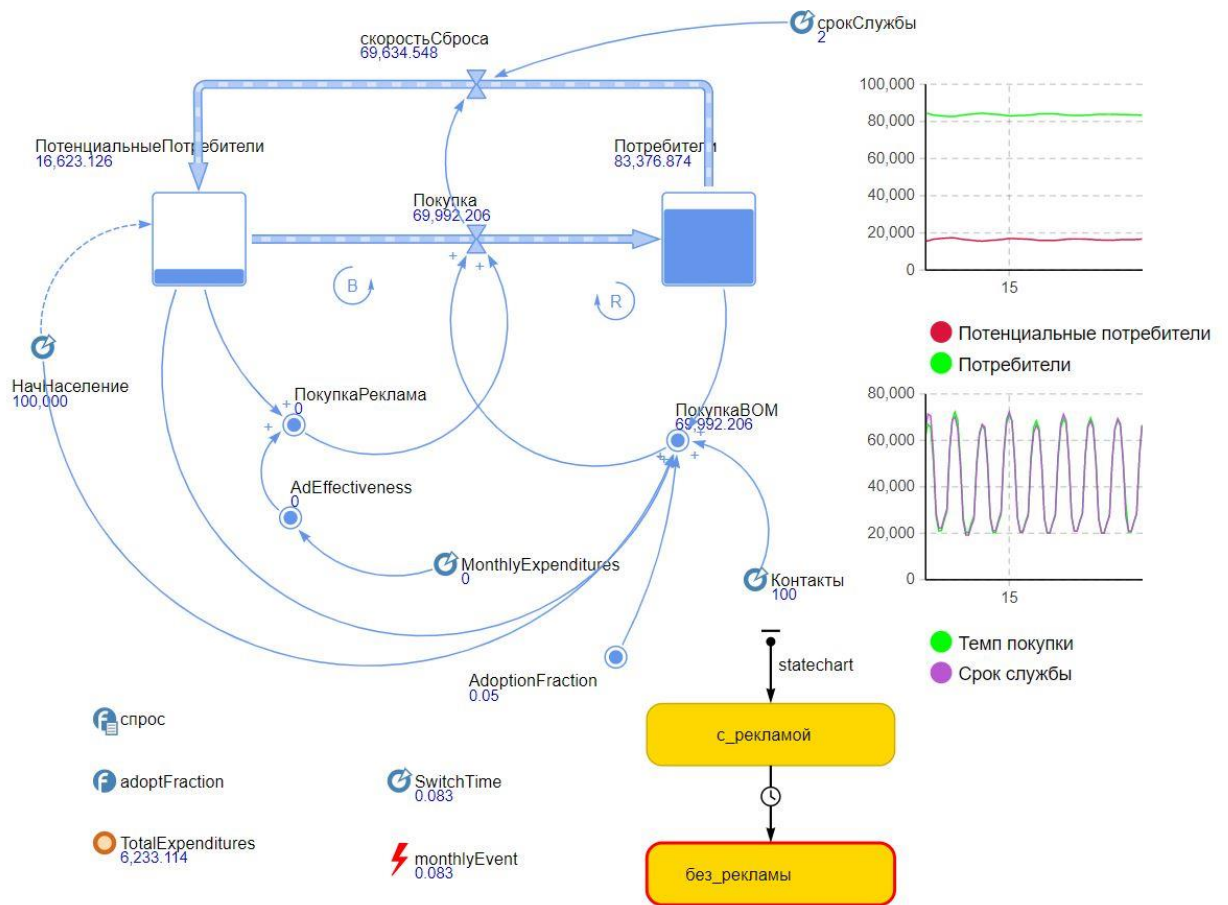 срокСлужбы
2
скоростьСброса
69,634.548
ПотенциальныеПотребители
16,623.126
Потребители
83,376.874
Покупка
69,992.206
B
R
НачНаселение
100,000
ПокупкаРеклама
0
ПокупкаВОМ
69,992.206
AdEffectiveness
0
MonthlyExpenditures
0
Контакты
100
AdoptionFraction
0.05
statechart
с_рекламой
без_рекламы
спрос
adoptFraction
TotalExpenditures
6,233.114
SwitchTime
0.083
monthlyEvent
0.083
100,000
80,000
60,000
40,000
20,000
0
15
Потенциальные потребители
Потребители
80,000
60,000
40,000
20,000
0
15
Темп покупки
Срок службы